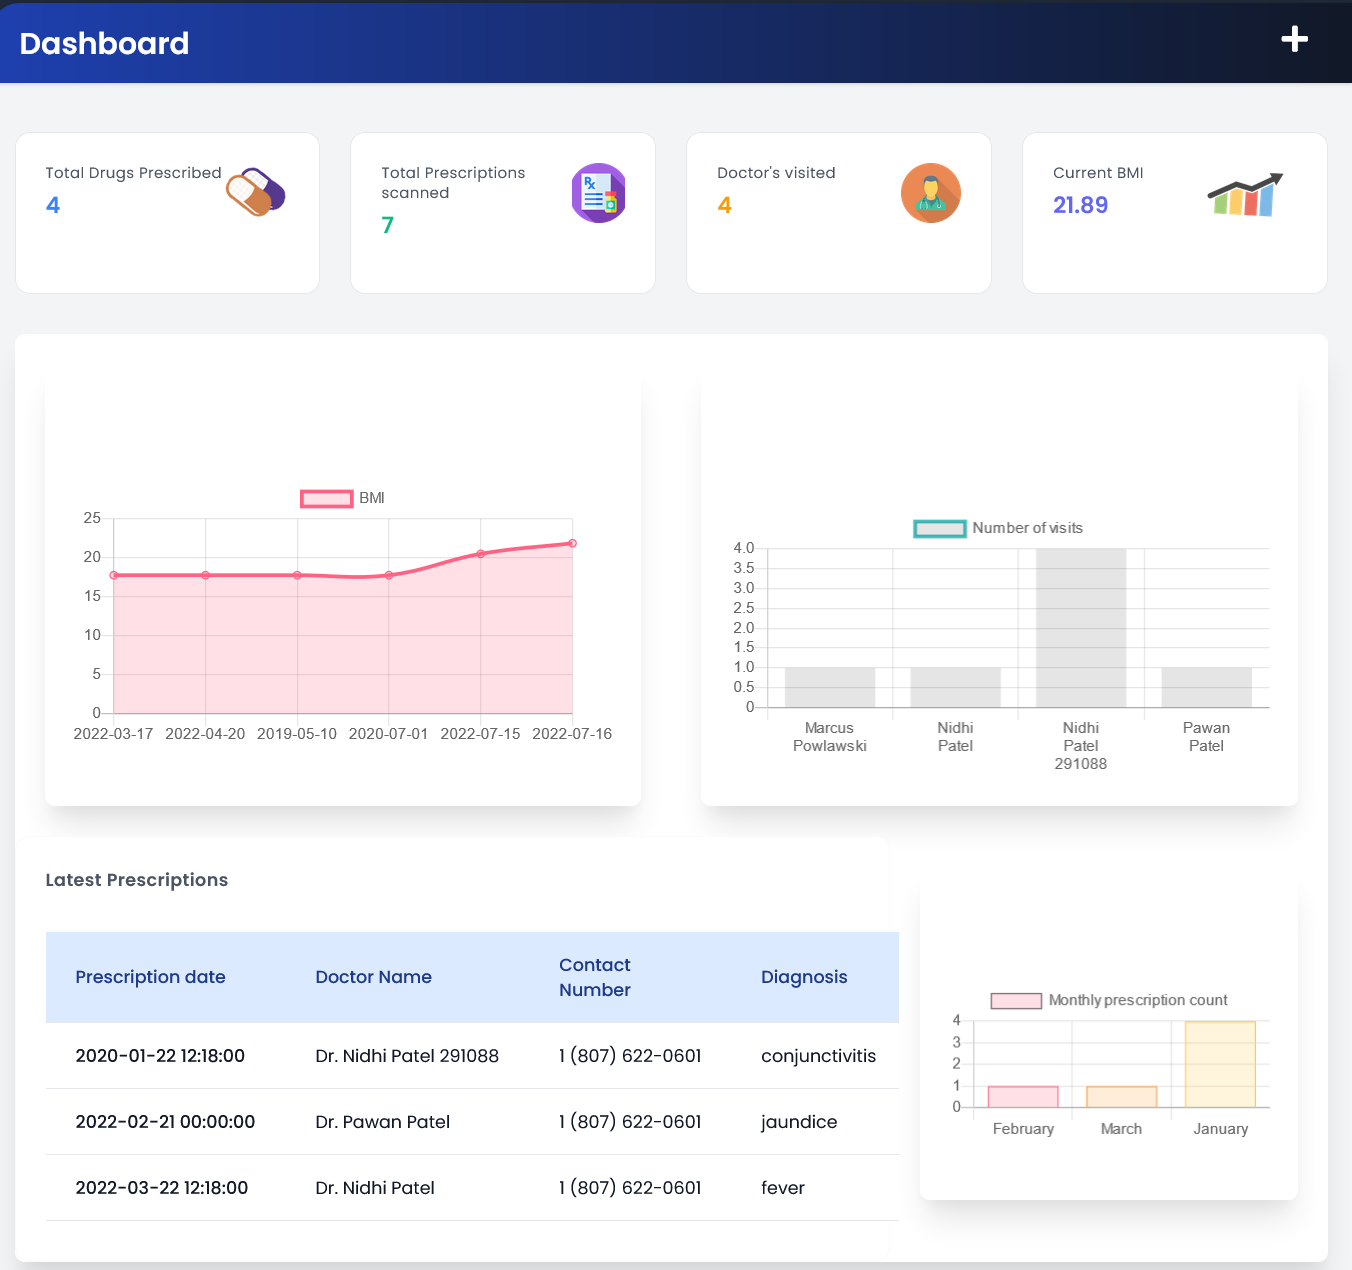 Dashboard
Total Drugs Prescribed
4
Total Prescriptions
scanned
7
Rx
Doctor's visited
4
Current BMI
21.89
BMI
25
20
15
10
5
0
2022-03-17 2022-04-20 2019-05-10 2020-07-01 2022-07-15 2022-07-16
Number of visits
4.0
3.5
3.0
2.5
2.0
1.5
1.0
0.5
0
Marcus
Powlawski
Nidhi
Patel
Nidhi
Patel
291088
Pawan
Patel
Latest Prescriptions
Prescription date Doctor Name Contact Number Diagnosis
2020-01-22 12:18:00 Dr. Nidhi Patel 291088 1 (807) 622-0601 conjunctivitis
2022-02-21 00:00:00 Dr. Pawan Patel 1 (807) 622-0601 jaundice
2022-03-22 12:18:00 Dr. Nidhi Patel 1 (807) 622-0601 fever
Monthly prescription count
4
3
2
1
0
February March January